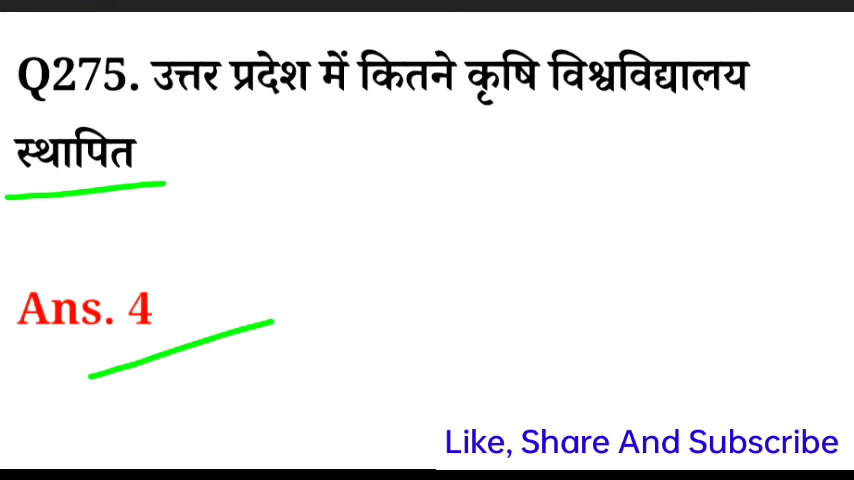 Q275. उत्तर प्रदेश में कितने कृषि विश्वविद्यालय
स्थापित
Ans. 4
Like, Share And Subscribe